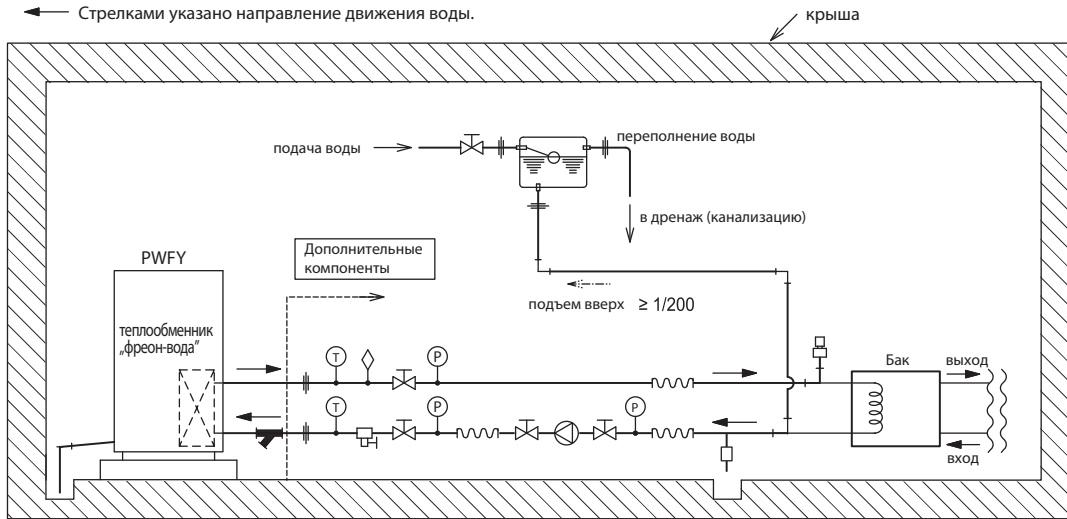 Стрелками указано направление движения воды.
крыша
подача воды
переполнение воды
в дренаж (канализацию)
Дополнительные
компоненты
PWFY
подъем вверх ≥ 1/200
теплообменник
„фреон-вода"
T
P
Бак
выход
T
P
P
вход